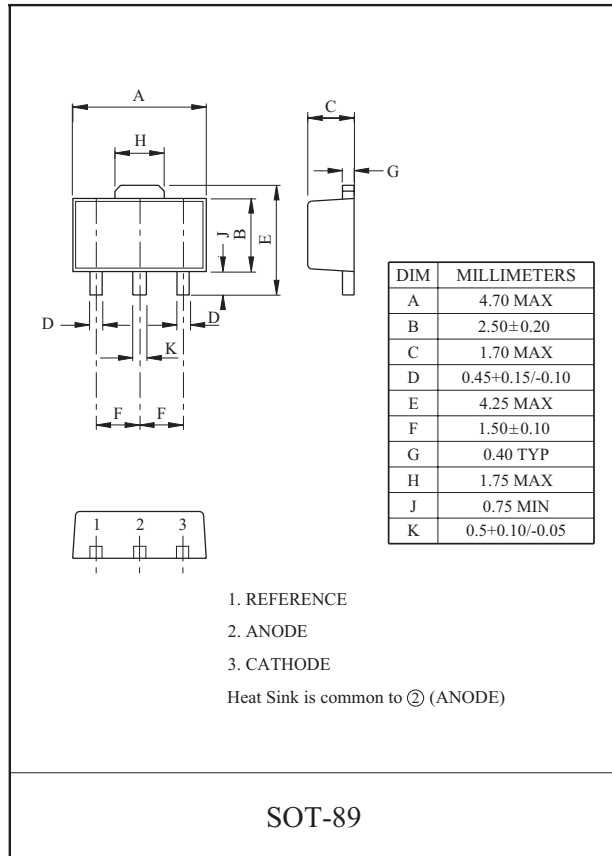 A
H
J
B
E
D
D
K
F
F
C
G
1 2 3
DIM MILLIMETERS
A 4.70 MAX
B 2.50±0.20
C 1.70 MAX
D 0.45+0.15/-0.10
E 4.25 MAX
F 1.50±0.10
G 0.40 TYP
H 1.75 MAX
J 0.75 MIN
K 0.5+0.10/-0.05
1. REFERENCE
2. ANODE
3. CATHODE
Heat Sink is common to ② (ANODE)
SOT-89